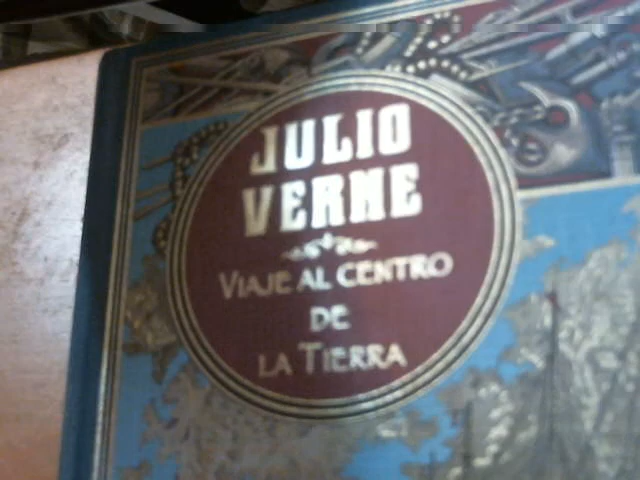 JULIO
VERNE
VIAJE AL CENTRO
DE
LA TIERRA